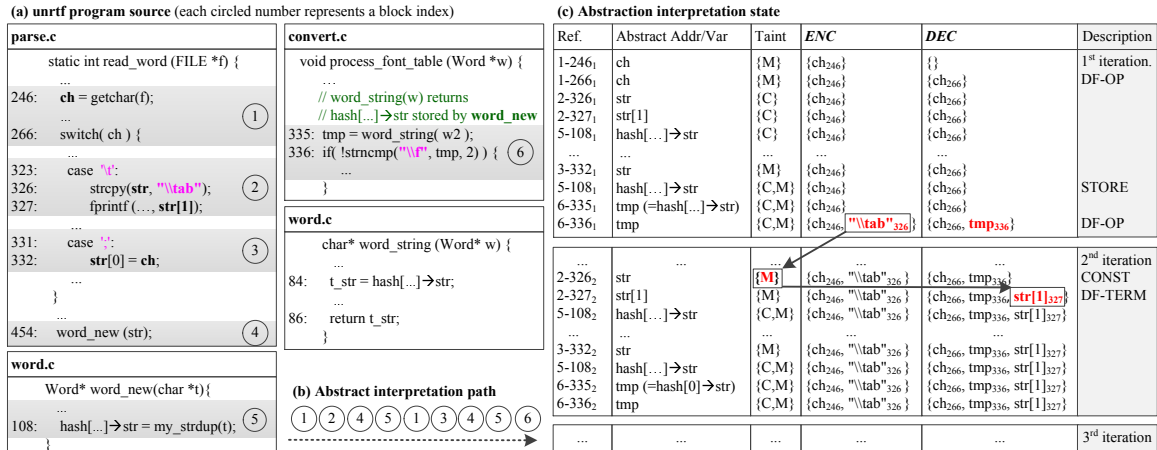 (a) unrtf program source (each circled number represents a block index)
parse.c
static int read_word (FILE *f) {
...
246: ch = getchar(f);
...
1
266: switch( ch ) {
...
323: case '\t':
326: strcpy(str, "\\tab");
2
327: fprintf (…, str[1]);
...
331: case ';':
3
332: str[0] = ch;
...
}
454: word_new (str);
4
word.c
Word* word_new(char *t){
...
108: hash[...]→str = my_strdup(t);
5
}
convert.c
void process_font_table (Word *w) {
…
// word_string(w) returns
// hash[...]→str stored by word_new
335: tmp = word_string( w2 );
336: if( !strncmp("\\f", tmp, 2) ) {
6
...
}
word.c
char* word_string (Word* w) {
...
84: t_str = hash[...]→str;
...
86: return t_str;
}
(b) Abstract interpretation path
1 2 4 5 1 3 4 5 6
(c) Abstraction interpretation state
Ref. Abstract Addr/Var Taint ENC DEC Description
1-246₁ ch {M} {ch₂₄₆} {} 1st iteration.
1-266₁ ch {M} {ch₂₄₆} {ch₂₆₆} DF-OP
2-326₁ str {C} {ch₂₄₆} {ch₂₆₆}
2-327₁ str[1] {C} {ch₂₄₆} {ch₂₆₆}
5-108₁ hash[…]→str {C} {ch₂₄₆} {ch₂₆₆}
... ... ... ... ...
3-332₁ str {M} {ch₂₄₆} {ch₂₆₆}
5-108₁ hash[…]→str {C,M} {ch₂₄₆} {ch₂₆₆} STORE
6-335₁ tmp (=hash[...]→str) {C,M} {ch₂₄₆} {ch₂₆₆}
6-336₁ tmp {C,M} {ch₂₄₆, "\\tab"₃₂₆} {ch₂₆₆, tmp₃₃₆} DF-OP
... ... ... ... ... 2nd iteration
2-326₂ str {M} {ch₂₄₆, "\\tab"₃₂₆ } {ch₂₆₆, tmp₃₃₆} CONST
2-327₂ str[1] {M} {ch₂₄₆, "\\tab"₃₂₆ } {ch₂₆₆, tmp₃₃₆, str[1]₃₂₇} DF-TERM
5-108₂ hash[…]→str {C,M} {ch₂₄₆, "\\tab"₃₂₆ } {ch₂₆₆, tmp₃₃₆, str[1]₃₂₇}
... ... ... ... ...
3-332₂ str {M} {ch₂₄₆, "\\tab"₃₂₆ } {ch₂₆₆, tmp₃₃₆, str[1]₃₂₇}
5-108₂ hash[…]→str {C,M} {ch₂₄₆, "\\tab"₃₂₆ } {ch₂₆₆, tmp₃₃₆, str[1]₃₂₇}
6-335₂ tmp (=hash[0]→str) {C,M} {ch₂₄₆, "\\tab"₃₂₆ } {ch₂₆₆, tmp₃₃₆, str[1]₃₂₇}
6-336₂ tmp {C,M} {ch₂₄₆, "\\tab"₃₂₆ } {ch₂₆₆, tmp₃₃₆, str[1]₃₂₇}
... ... ... ... ... 3rd iteration